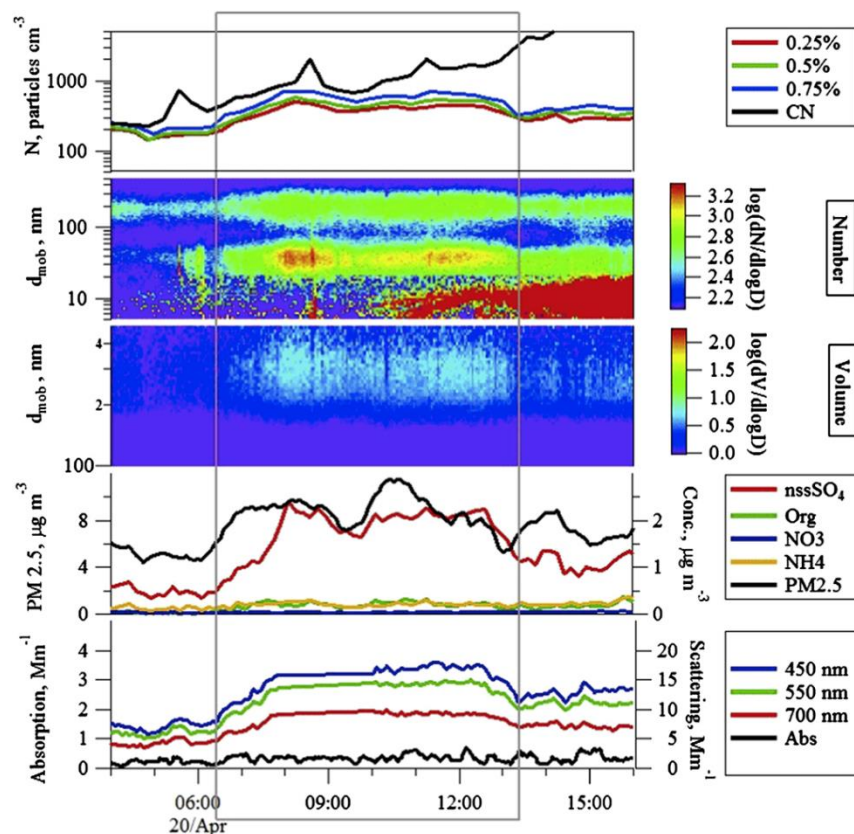 N, particles cm-3
1000
100
0.25%
0.5%
0.75%
CN
dmob, nm
100
10
3.2
3.0
2.8
2.6
2.4
2.2
log(dN/dlogD)
Number
dmob, nm
4
2
100
2.0
1.5
1.0
0.5
0.0
log(dV/dlogD)
Volume
PM 2.5, µg m-3
8
4
0
2
1
0
Conc., µg m-3
nssSO4
Org
NO3
NH4
PM2.5
Absorption, Mm-1
4
3
2
1
0
20
15
10
5
0
Scattering, Mm-1
450 nm
550 nm
700 nm
Abs
06:00
09:00
12:00
15:00
20/Apr